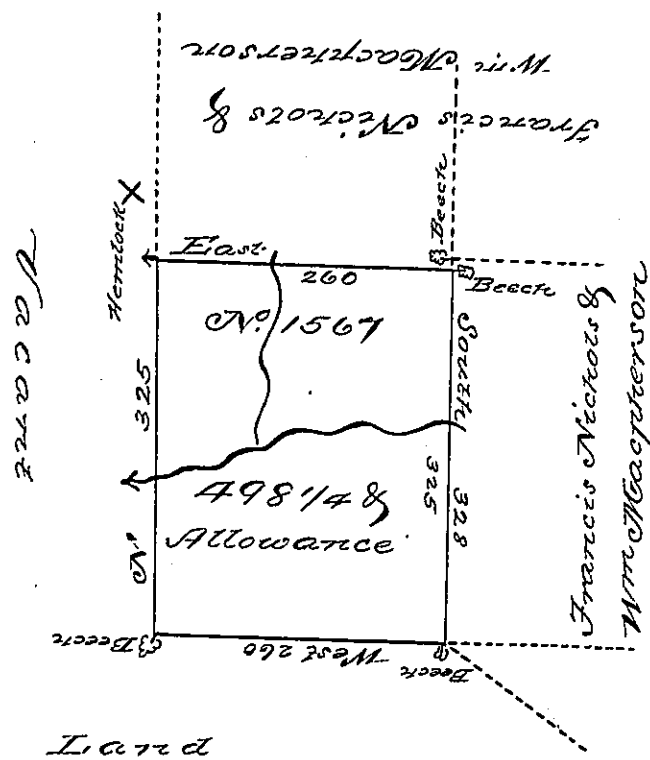 Francis Nichols &
Wm Macpherson
Hemlock X
Beech
East
260
Beech
No. 1567
South
325
328
325
N
498 1/4 &
Allowance
Francis Nichols &
Wm Macpherson
Beech
West 260
Beech
Vacant
Land